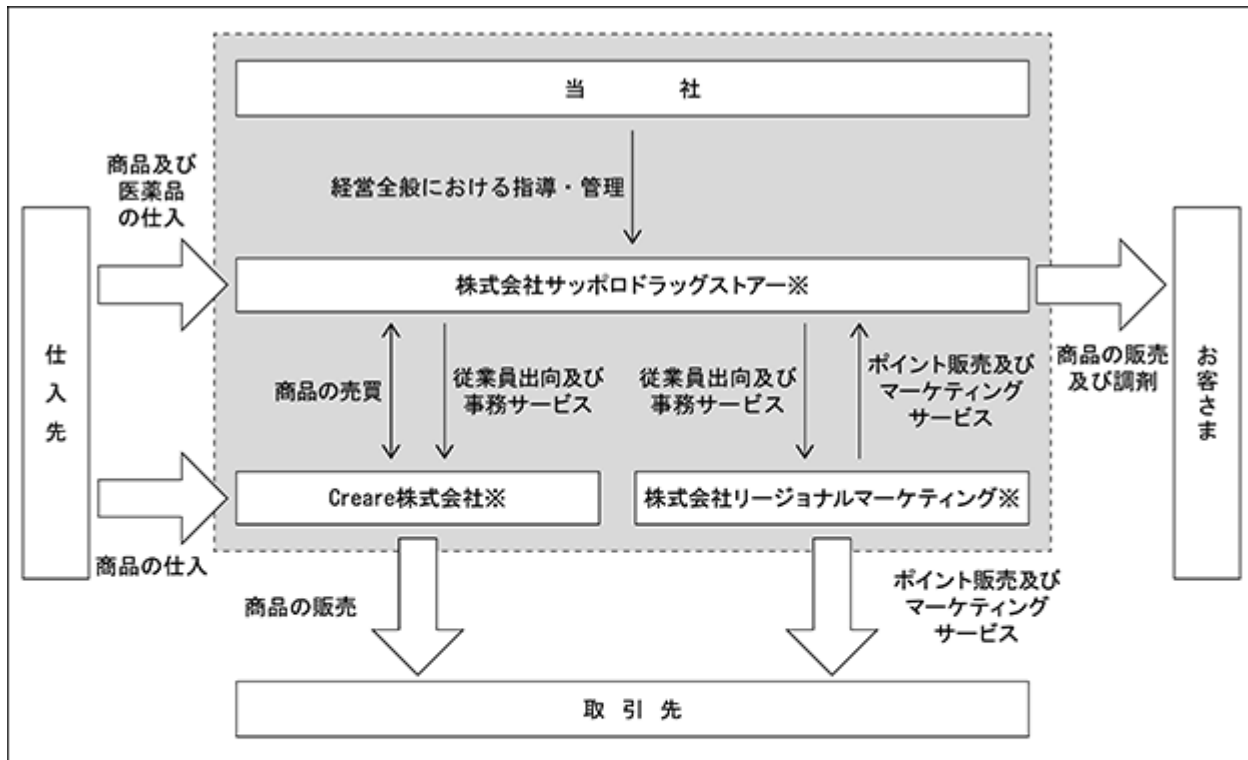 当社
商品及び
医薬品
の仕入
経営全般における指導・管理
仕入先
株式会社サッポロドラッグストアー※
お客さま
商品の売買
従業員出向及び
事務サービス
従業員出向及び
事務サービス
ポイント販売及び
マーケティング
サービス
商品の販売
及び調剤
Creare株式会社※
株式会社リージョナルマーケティング※
商品の仕入
商品の販売
ポイント販売及び
マーケティング
サービス
取引先